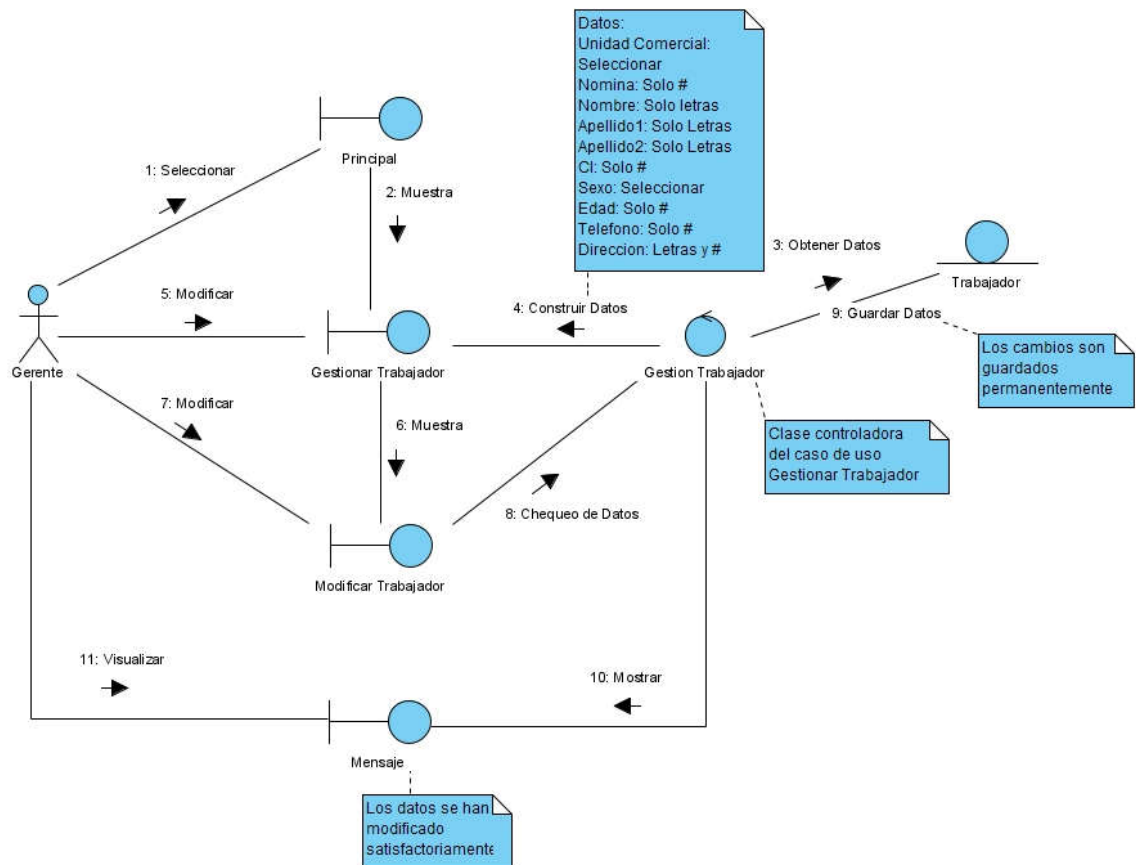 Datos:
Unidad Comercial:
Seleccionar
Nomina: Solo #
Nombre: Solo letras
Apellido1: Solo Letras
Apellido2: Solo Letras
CI: Solo #
Sexo: Seleccionar
Edad: Solo #
Telefono: Solo #
Direccion: Letras y #
Principal
1: Seleccionar
2: Muestra
3: Obtener Datos
Trabajador
5: Modificar
4: Construir Datos
9: Guardar Datos
Gerente
Gestionar Trabajador
Gestion Trabajador
Los cambios son
guardados
permanentemente
7: Modificar
6: Muestra
Clase controladora
del caso de uso
Gestionar Trabajador
8: Chequeo de Datos
Modificar Trabajador
11: Visualizar
10: Mostrar
Mensaje
Los datos se han
modificado
satisfactoriamente